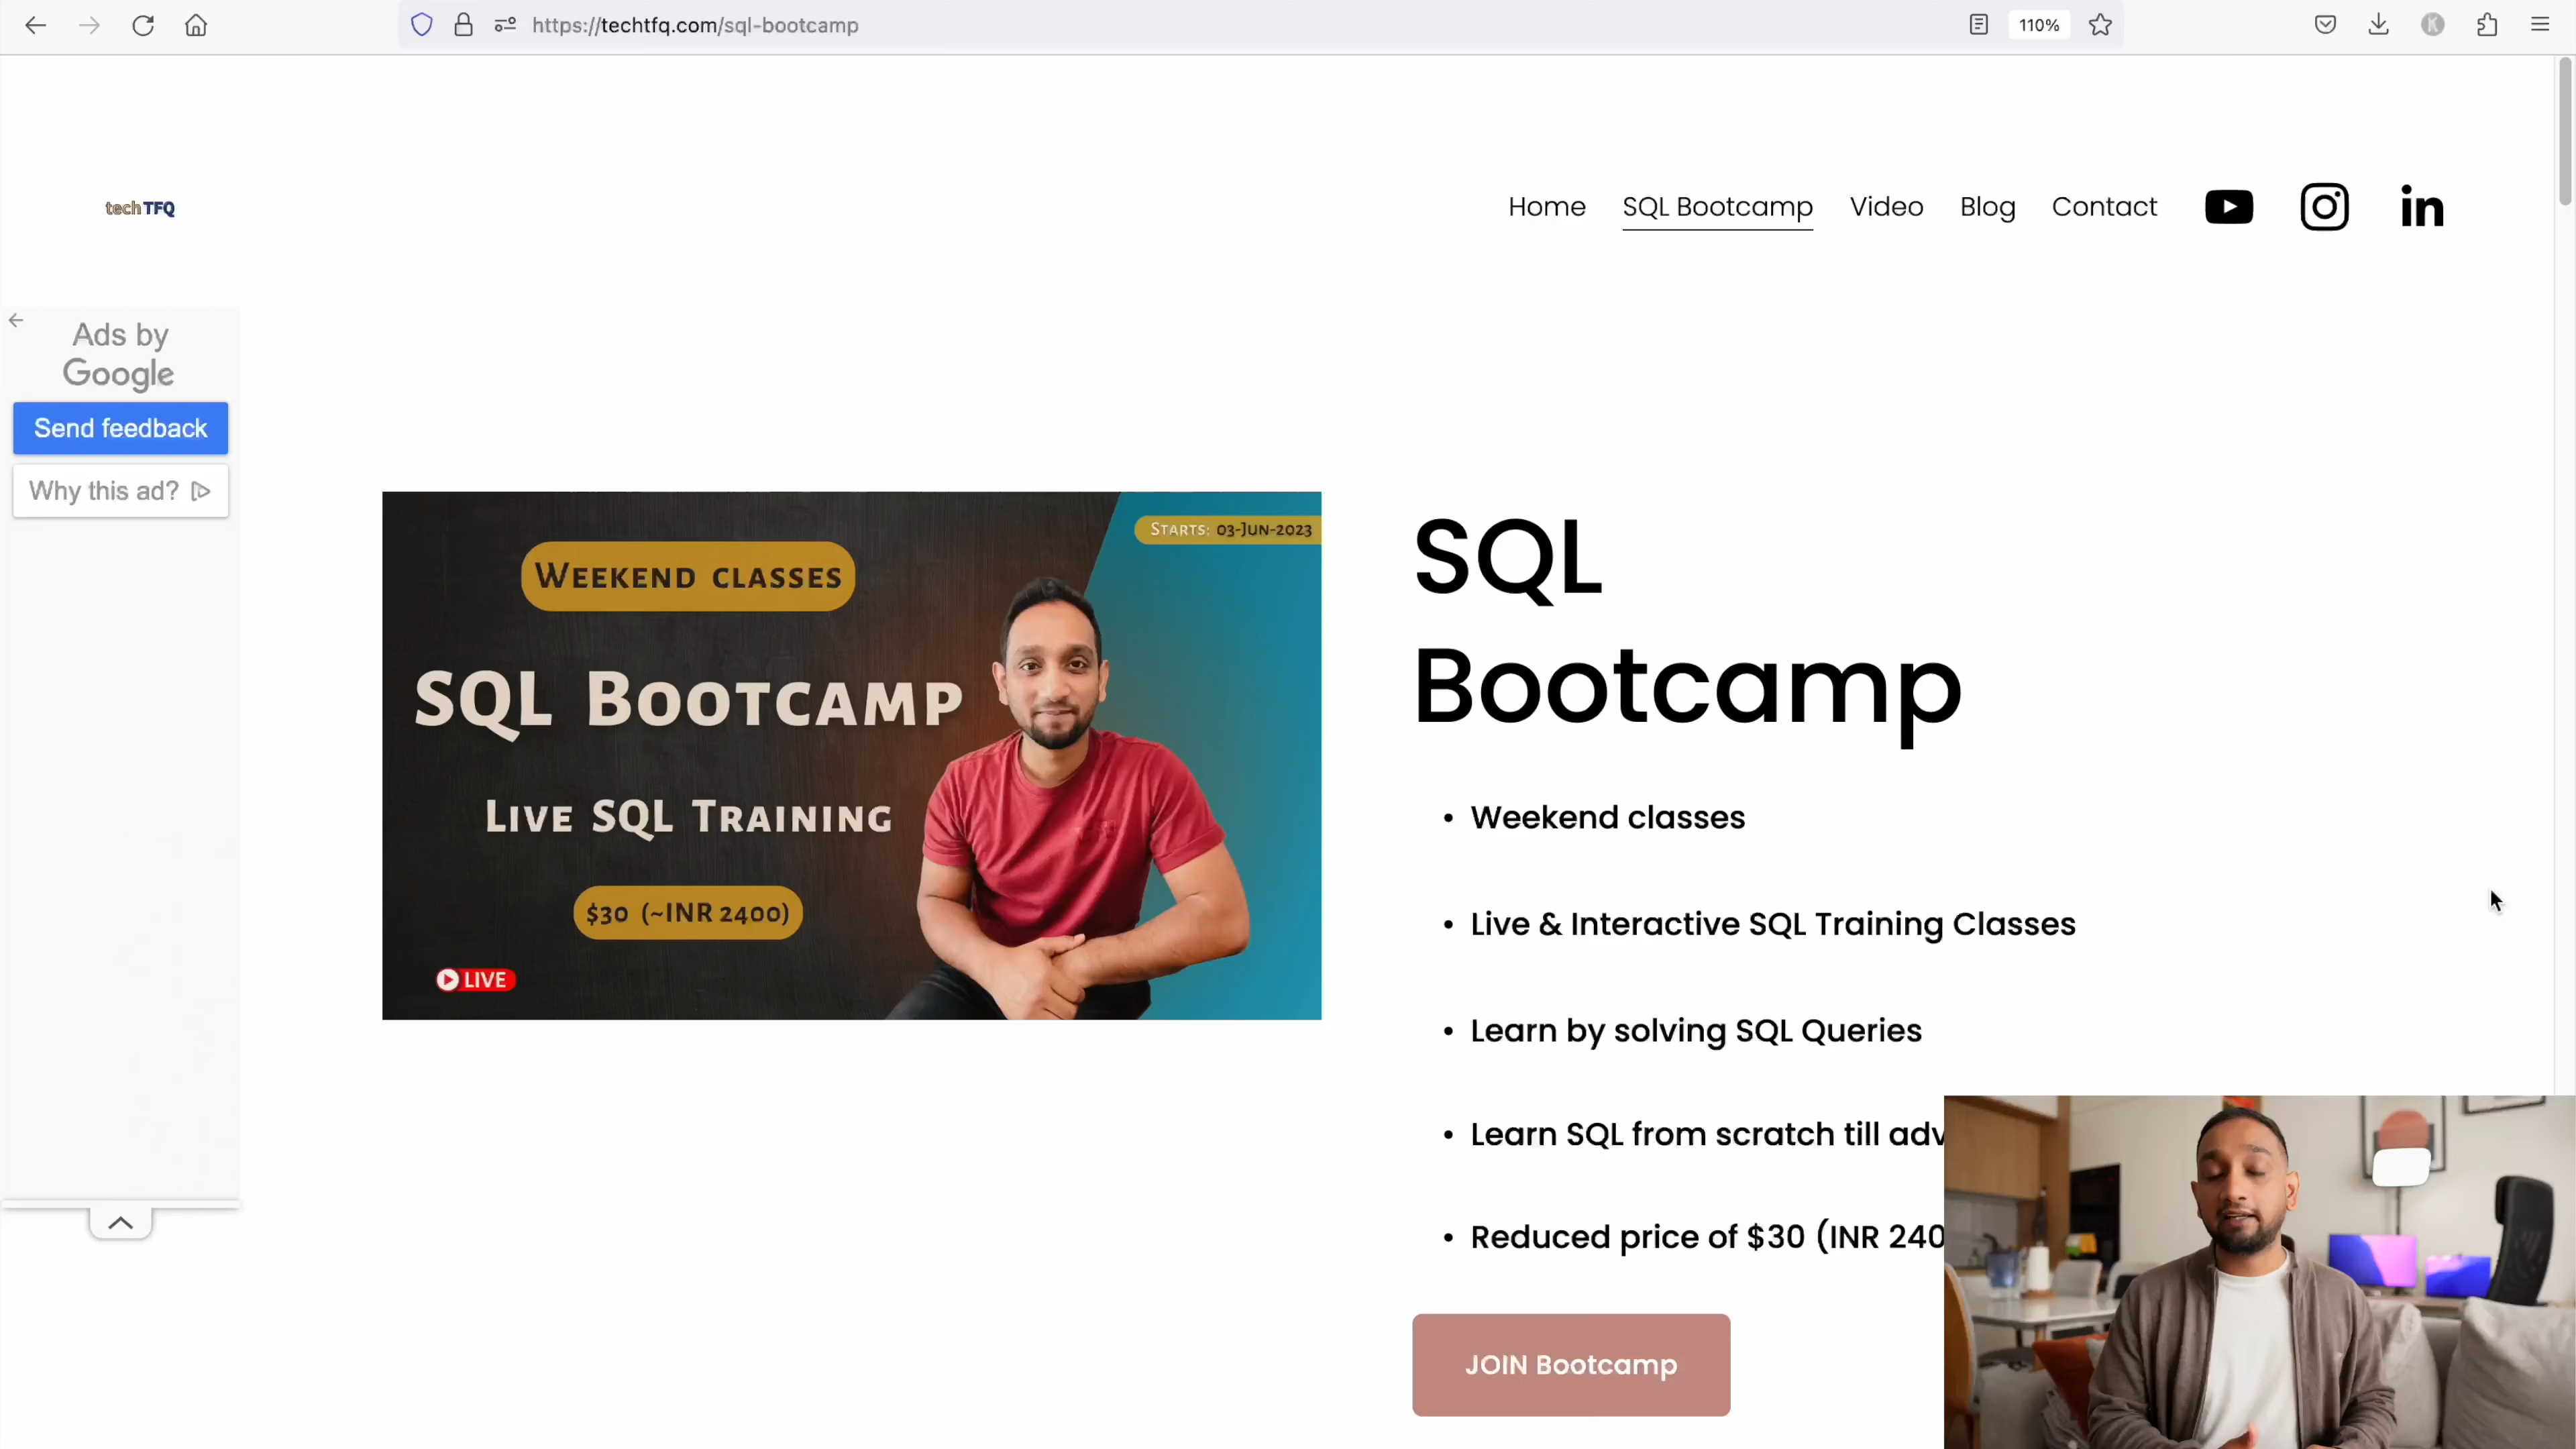 https://techtfq.com/sql-bootcamp
110%
techTFQ
Home
SQL Bootcamp
Video
Blog
Contact
Ads by
Google
Send feedback
Why this ad?
STARTS: 03-JUN-2023
WEEKEND CLASSES
SQL BOOTCAMP
LIVE SQL TRAINING
$30 (~INR 2400)
LIVE
SQL
Bootcamp
• Weekend classes
• Live & Interactive SQL Training Classes
• Learn by solving SQL Queries
• Learn SQL from scratch till adv
• Reduced price of $30 (INR 240
JOIN Bootcamp